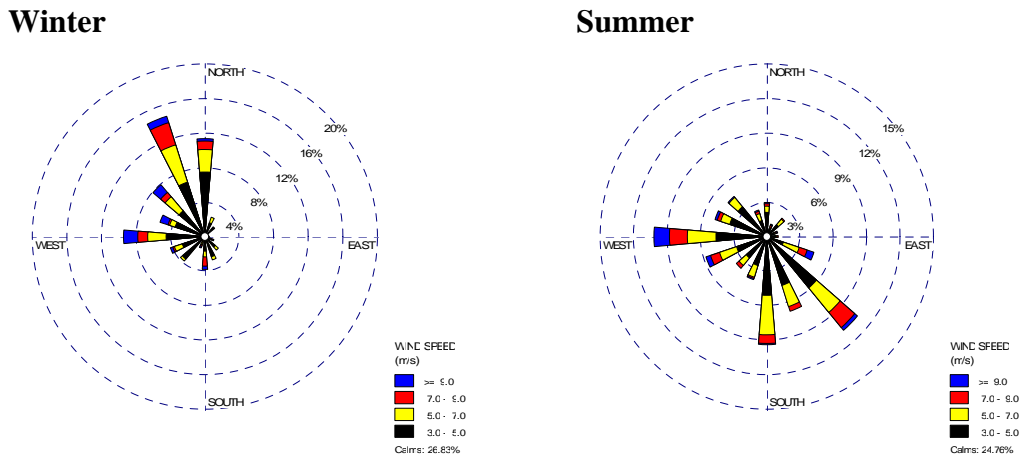 Winter
NORTH
20%
16%
12%
8%
4%
WEST
EAST
SOUTH
WIND SPEED
(m/s)
>= 9.0
7.0 - 9.0
5.0 - 7.0
3.0 - 5.0
Calms: 26.83%
Summer
NORTH
15%
12%
9%
6%
3%
WEST
EAST
SOUTH
WIND SPEED
(m/s)
>= 9.0
7.0 - 9.0
5.0 - 7.0
3.0 - 5.0
Calms: 24.76%